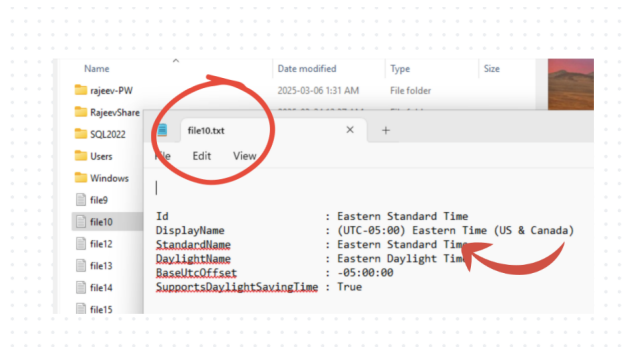 Name Date modified Type Size
rajeev-PW 2025-03-06 1:31 AM File folder
RajeevShare
SQL2022
Users
Windows
file9
file10
file12
file13
file14
file15
file10.txt × +
File Edit View
Id : Eastern Standard Time
DisplayName : (UTC-05:00) Eastern Time (US & Canada)
StandardName : Eastern Standard Time
DaylightName : Eastern Daylight Time
BaseUtcOffset : -05:00:00
SupportsDaylightSavingTime : True